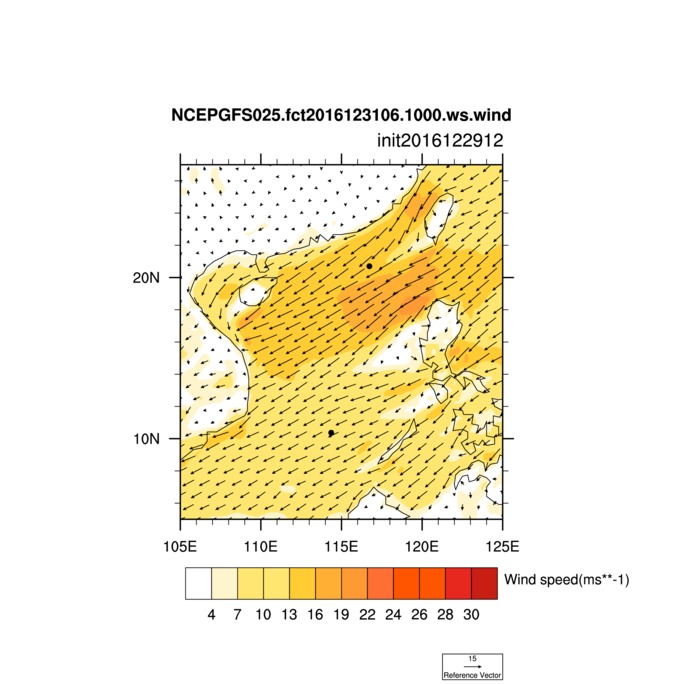 NCEPGFS025.fct2016123106.1000.ws.wind
init2016122912
20N
10N
105E 110E 115E 120E 125E
Wind speed(ms**-1)
4 7 10 13 16 19 22 24 26 28 30
15
Reference Vector